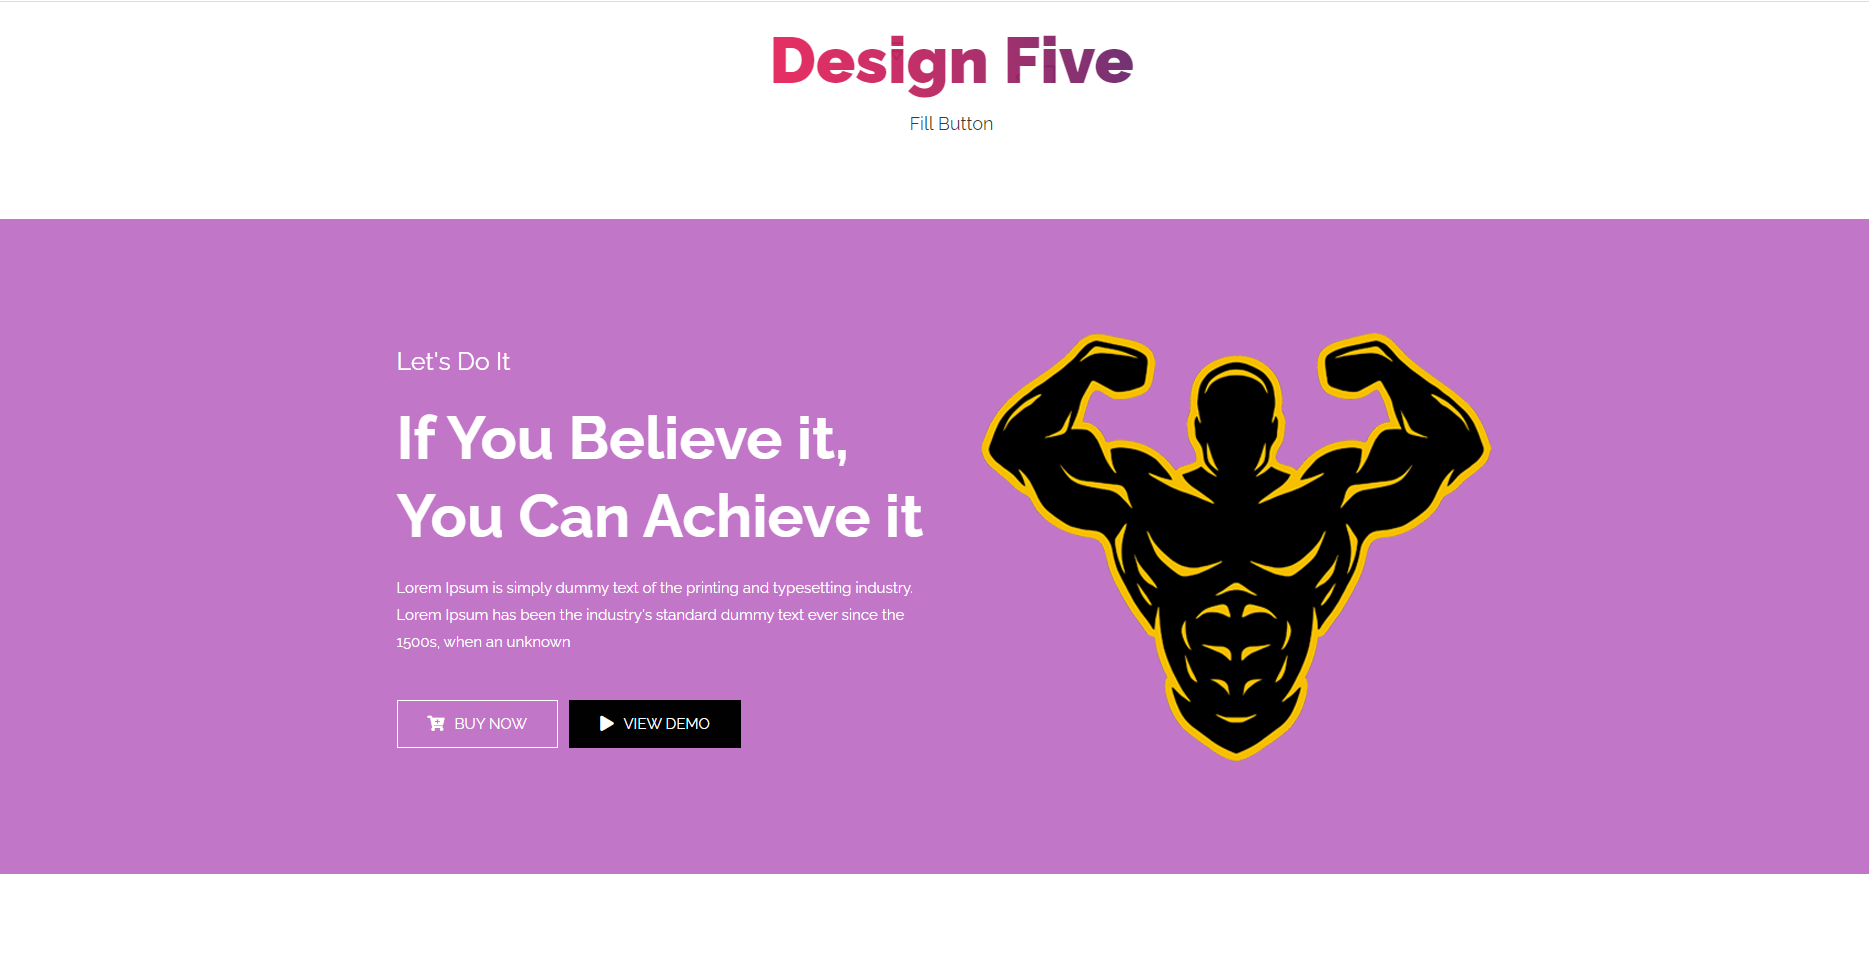 Design Five
Fill Button
Let's Do It
If You Believe it,
You Can Achieve it
Lorem Ipsum is simply dummy text of the printing and typesetting industry.
Lorem Ipsum has been the industry's standard dummy text ever since the
1500s, when an unknown
BUY NOW
VIEW DEMO